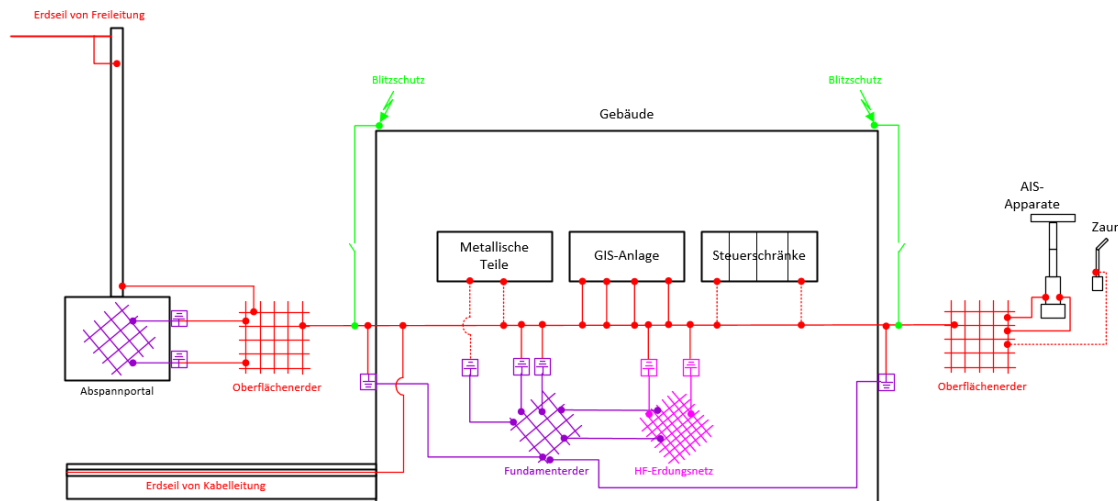 Erdseil von Freileitung
Blitzschutz
Blitzschutz
Gebäude
AIS-
Apparate
Zaun
Metallische
Teile
GIS-Anlage
Steuerschränke
Abspannportal
Oberflächenerder
Oberflächenerder
Fundamenterder
HF-Erdungsnetz
Erdseil von Kabelleitung